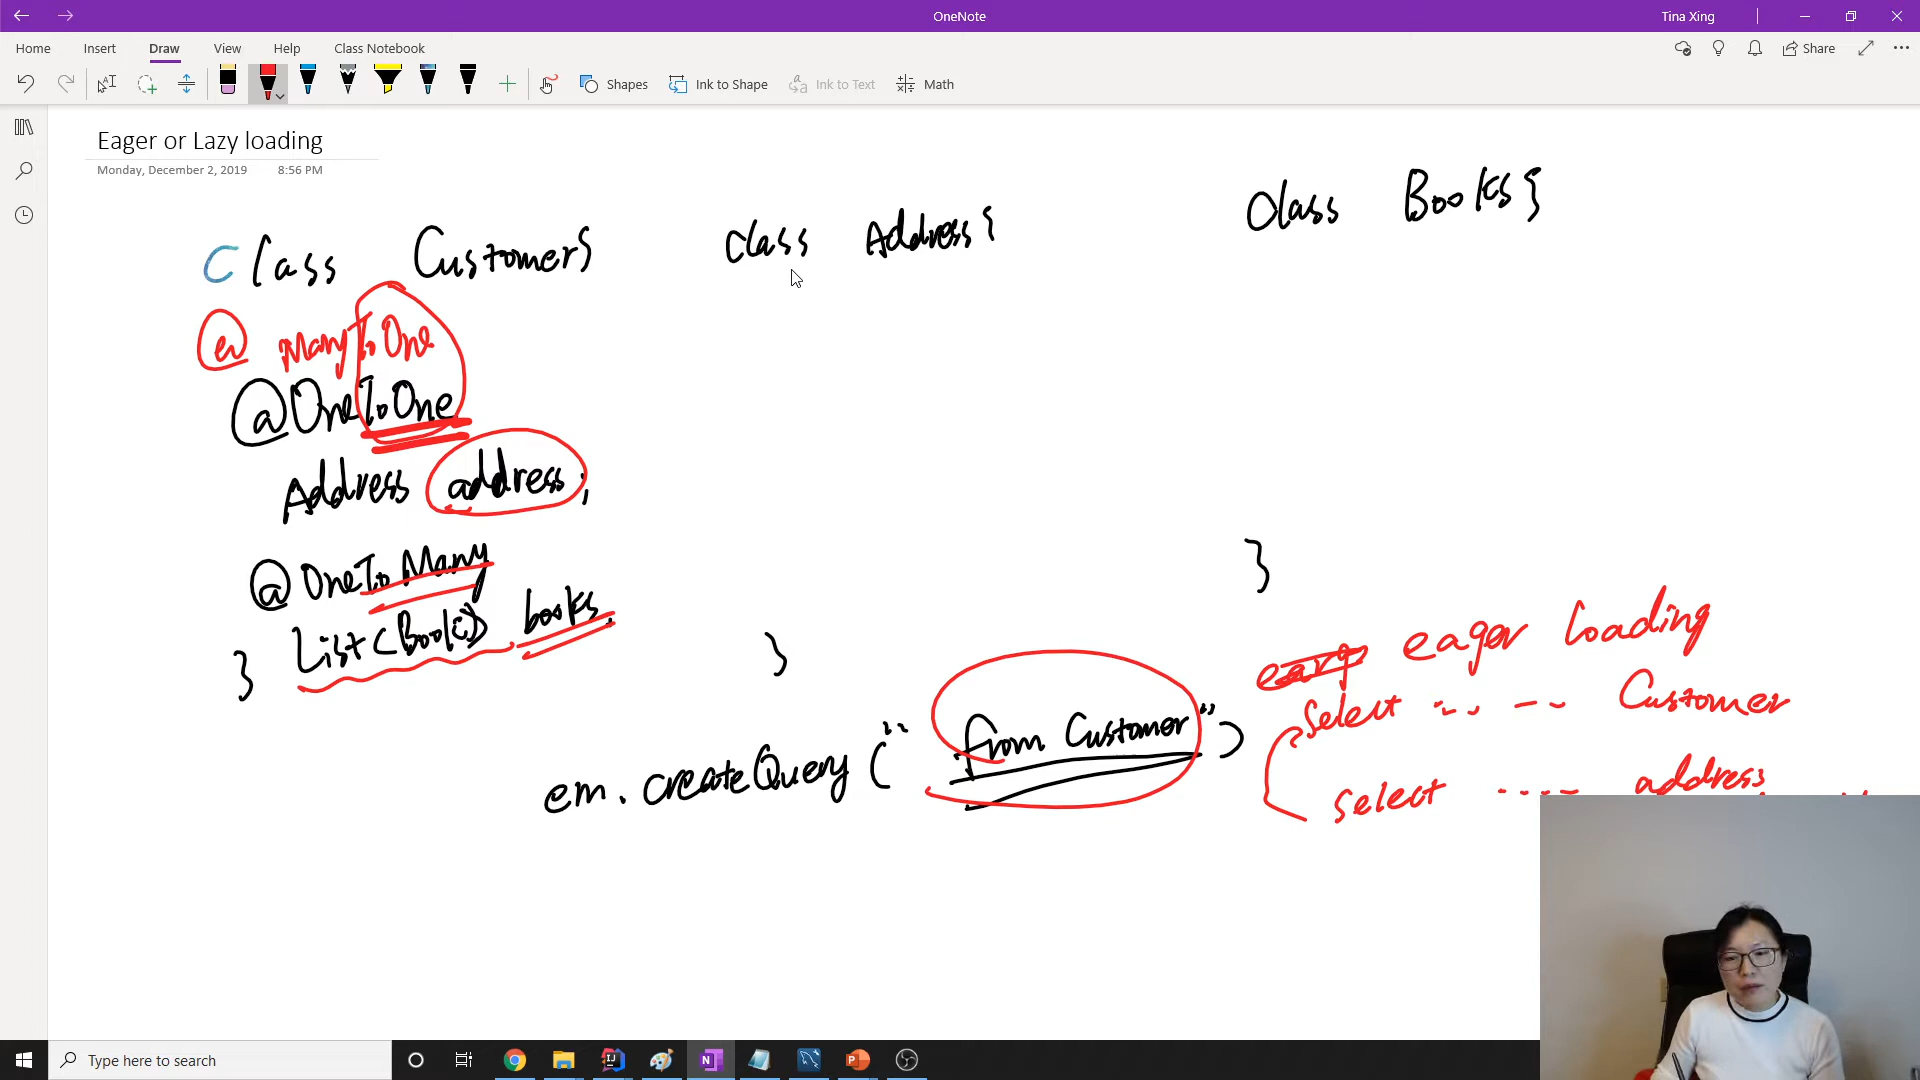 OneNote
Tina Xing
Home Insert Draw View Help Class Notebook
Share
Shapes Ink to Shape Ink to Text Math
Eager or Lazy loading
Monday, December 2, 2019 8:56 PM
Class Customer{
class Address{
Class Books{
@ ManyToOne
@OneToOne
Address address;
@OneToMany
List<Book> books;
}
}
}
em.createQuery("from Customer")
eager loading
select .. -- Customer
select ---- address
Type here to search